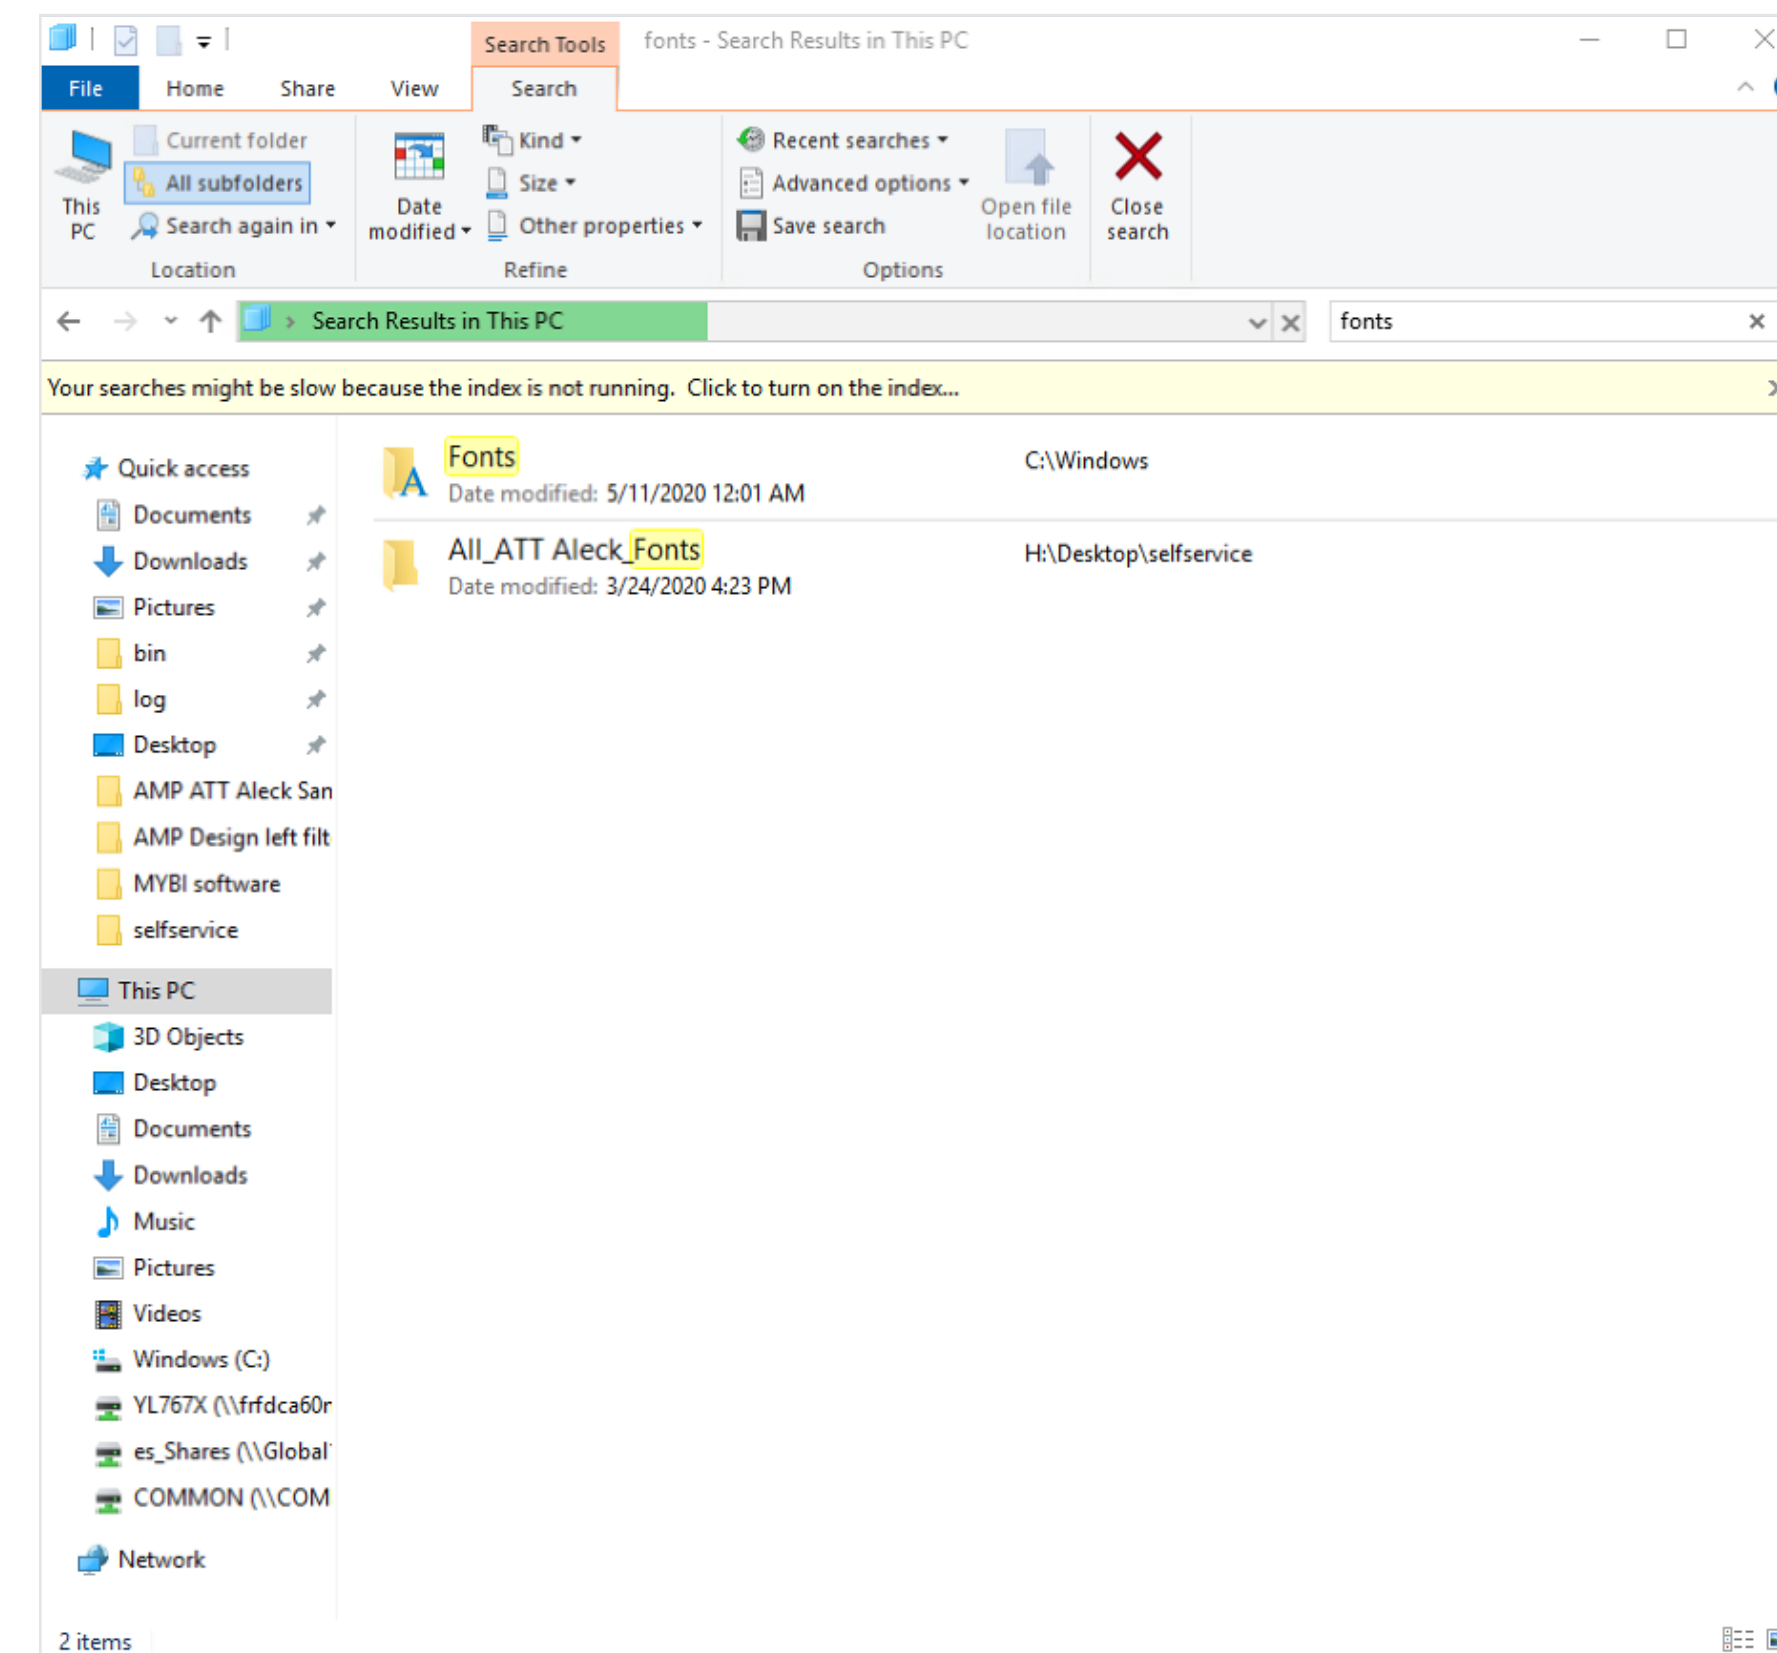 Search Tools
fonts - Search Results in This PC
File
Home
Share
View
Search
This PC
Current folder
All subfolders
Search again in
Location
Date modified
Kind
Size
Other properties
Refine
Recent searches
Advanced options
Save search
Open file location
Options
Close search
Search Results in This PC
fonts
Your searches might be slow because the index is not running. Click to turn on the index...
Quick access
Documents
Downloads
Pictures
bin
log
Desktop
AMP ATT Aleck San
AMP Design left filt
MYBI software
selfservice
This PC
3D Objects
Desktop
Documents
Downloads
Music
Pictures
Videos
Windows (C:)
YL767X (\\frfdca60r
es_Shares (\\Global
COMMON (\\COM
Network
Fonts
C:\Windows
Date modified: 5/11/2020 12:01 AM
All_ATT Aleck_Fonts
H:\Desktop\selfservice
Date modified: 3/24/2020 4:23 PM
2 items